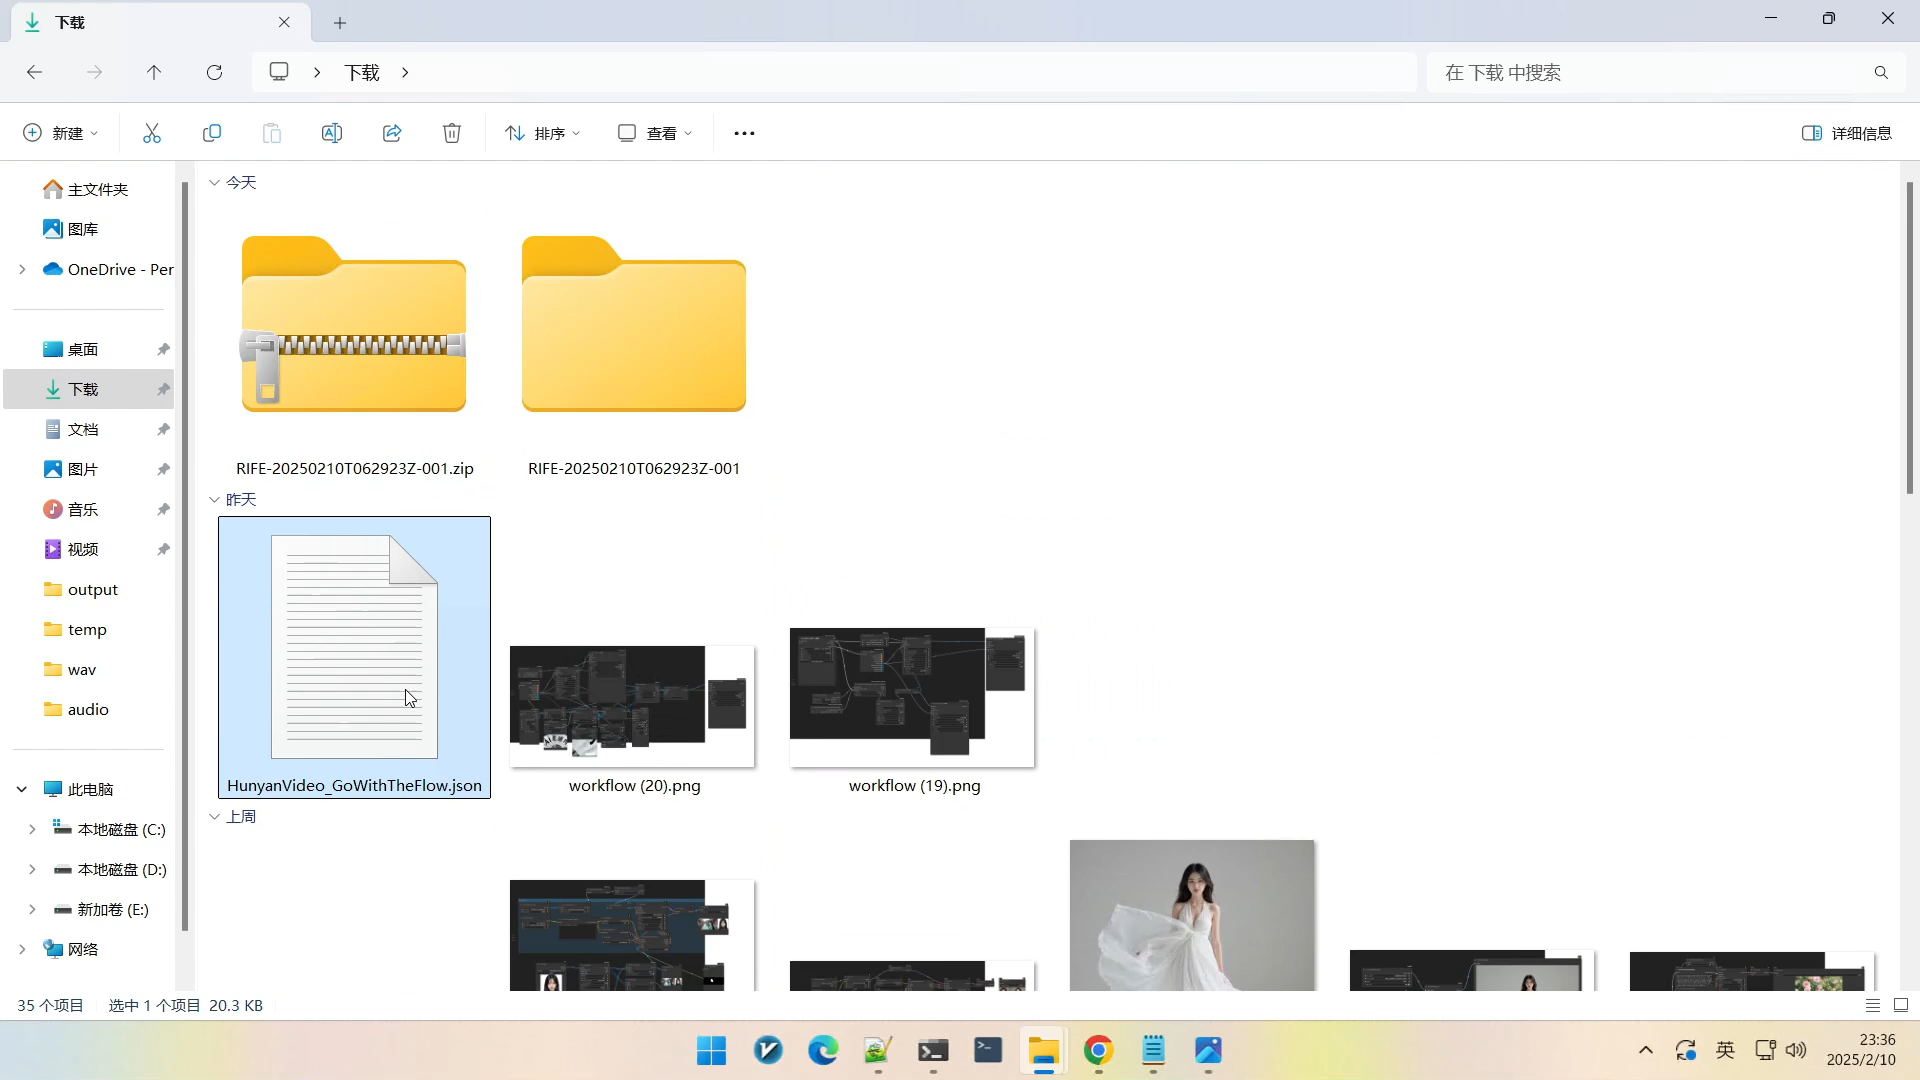 下载
下载
在 下载 中搜索
新建
排序
查看
详细信息
主文件夹
图库
OneDrive - Per
桌面
下载
文档
图片
音乐
视频
output
temp
wav
audio
此电脑
本地磁盘 (C:)
本地磁盘 (D:)
新加卷 (E:)
网络
今天
RIFE-20250210T062923Z-001.zip
RIFE-20250210T062923Z-001
昨天
HunyanVideo_GoWithTheFlow.json
workflow (20).png
workflow (19).png
上周
35 个项目
选中 1 个项目 20.3 KB
英
23:36
2025/2/10